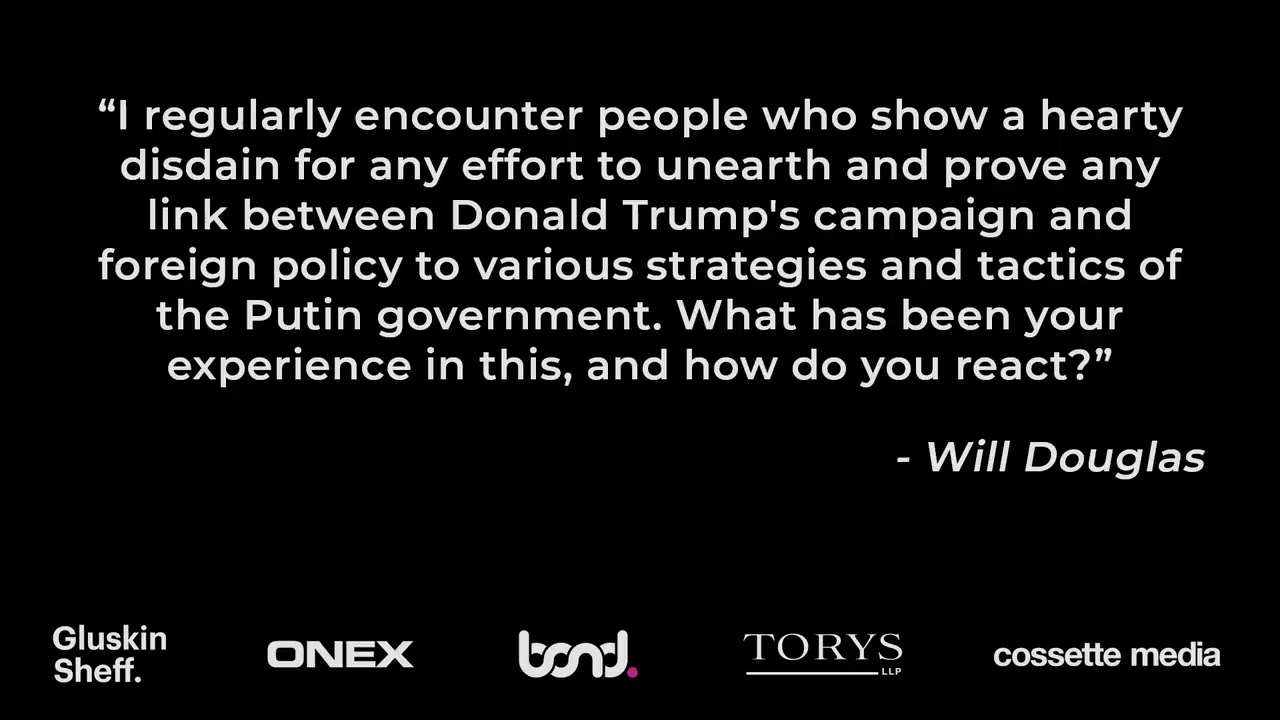 “I regularly encounter people who show a hearty
disdain for any effort to unearth and prove any
link between Donald Trump's campaign and
foreign policy to various strategies and tactics of
the Putin government. What has been your
experience in this, and how do you react?”
- Will Douglas
Gluskin
Sheff.
ONEX
bond.
TORYS
LLP
cossette media